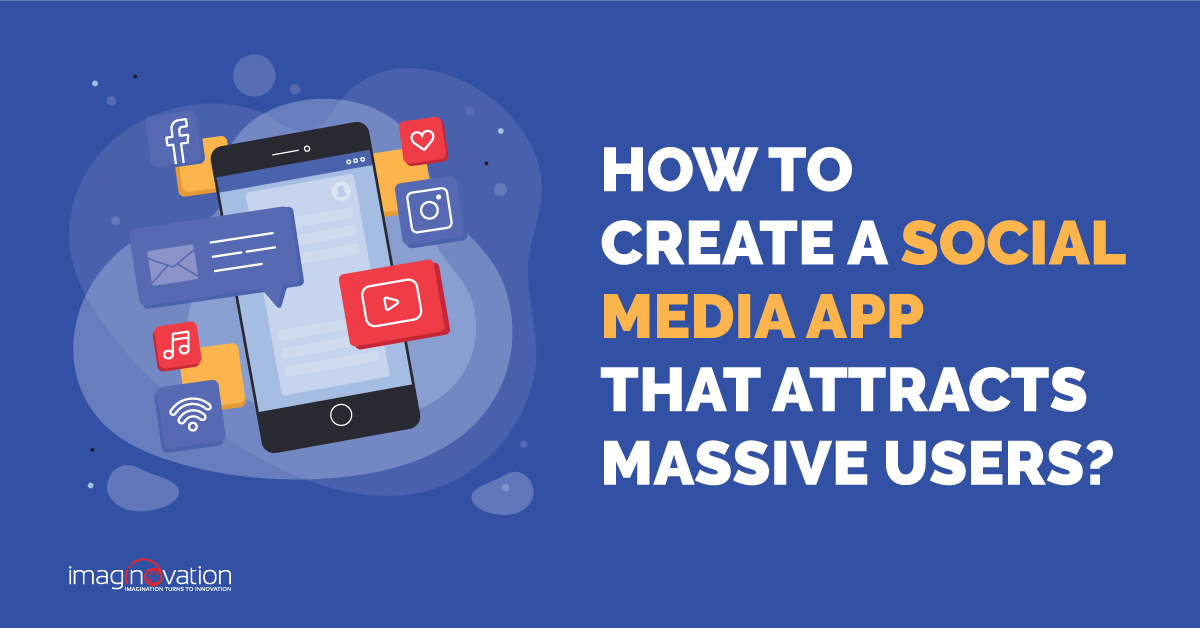 HOW TO
CREATE A SOCIAL
MEDIA APP
THAT ATTRACTS
MASSIVE USERS?
imaginovation
IMAGINATION TURNS TO INNOVATION